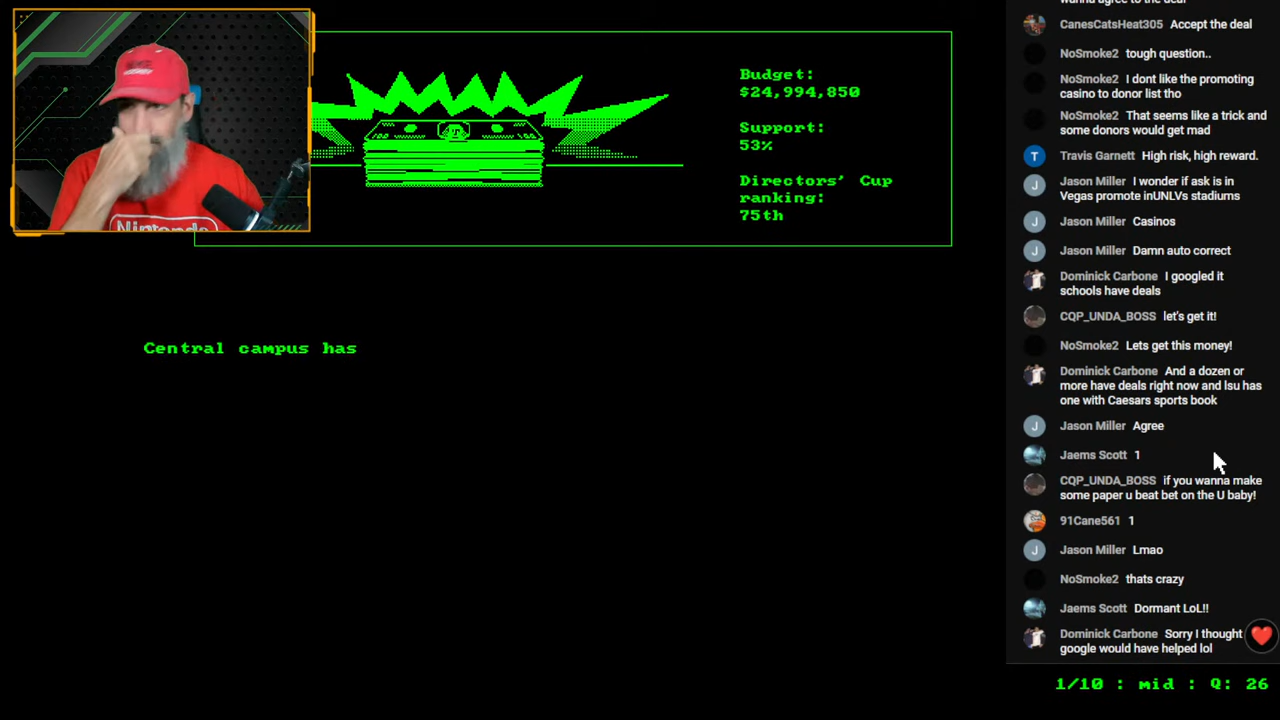 Nintendo
Budget:
$24,994,850
Support:
53%
Directors' Cup
ranking:
75th
T
Central campus has
CanesCatsHeat305 Accept the deal
NoSmoke2 tough question..
NoSmoke2 I dont like the promoting
casino to donor list tho
NoSmoke2 That seems like a trick and
some donors would get mad
T Travis Garnett High risk, high reward.
J Jason Miller I wonder if ask is in
Vegas promote inUNLVs stadiums
J Jason Miller Casinos
J Jason Miller Damn auto correct
Dominick Carbone I googled it
schools have deals
CQP_UNDA_BOSS let's get it!
NoSmoke2 Lets get this money!
Dominick Carbone And a dozen or
more have deals right now and lsu has
one with Caesars sports book
J Jason Miller Agree
Jaems Scott 1
CQP_UNDA_BOSS if you wanna make
some paper u beat bet on the U baby!
91Cane561 1
J Jason Miller Lmao
NoSmoke2 thats crazy
Jaems Scott Dormant LoL!!
Dominick Carbone Sorry I thought
google would have helped lol
1/10 : mid : Q: 26